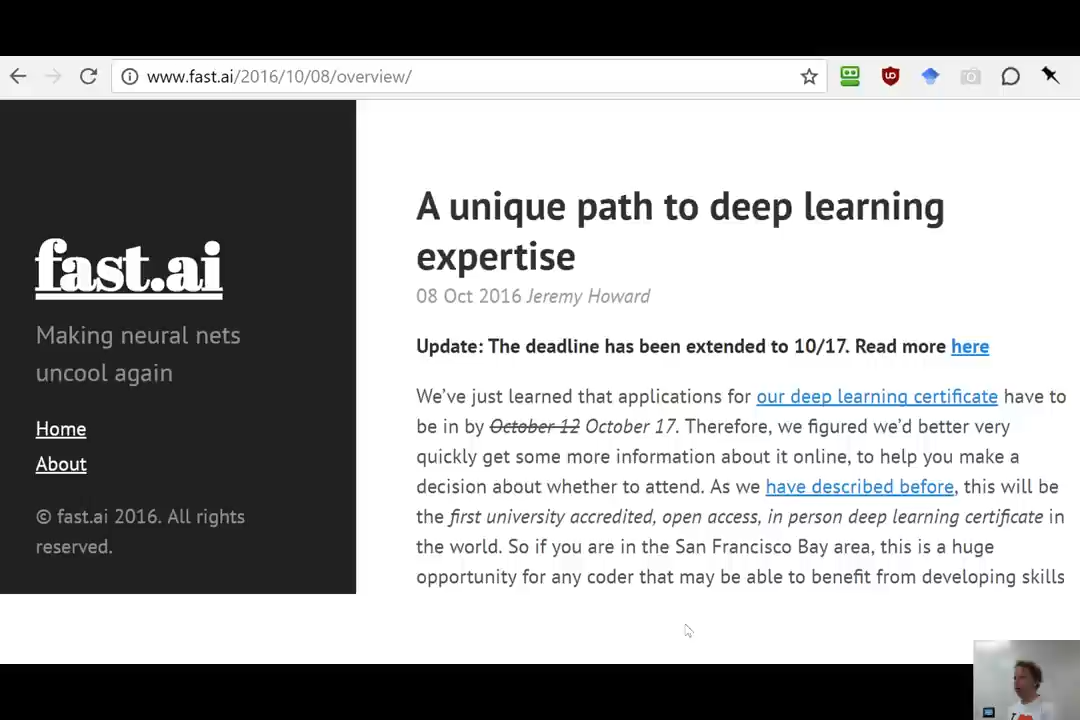 www.fast.ai/2016/10/08/overview/
fast.ai
Making neural nets
uncool again
Home
About
© fast.ai 2016. All rights
reserved.
A unique path to deep learning
expertise
08 Oct 2016 Jeremy Howard
Update: The deadline has been extended to 10/17. Read more here
We've just learned that applications for our deep learning certificate have to
be in by October 12 October 17. Therefore, we figured we'd better very
quickly get some more information about it online, to help you make a
decision about whether to attend. As we have described before, this will be
the first university accredited, open access, in person deep learning certificate in
the world. So if you are in the San Francisco Bay area, this is a huge
opportunity for any coder that may be able to benefit from developing skills